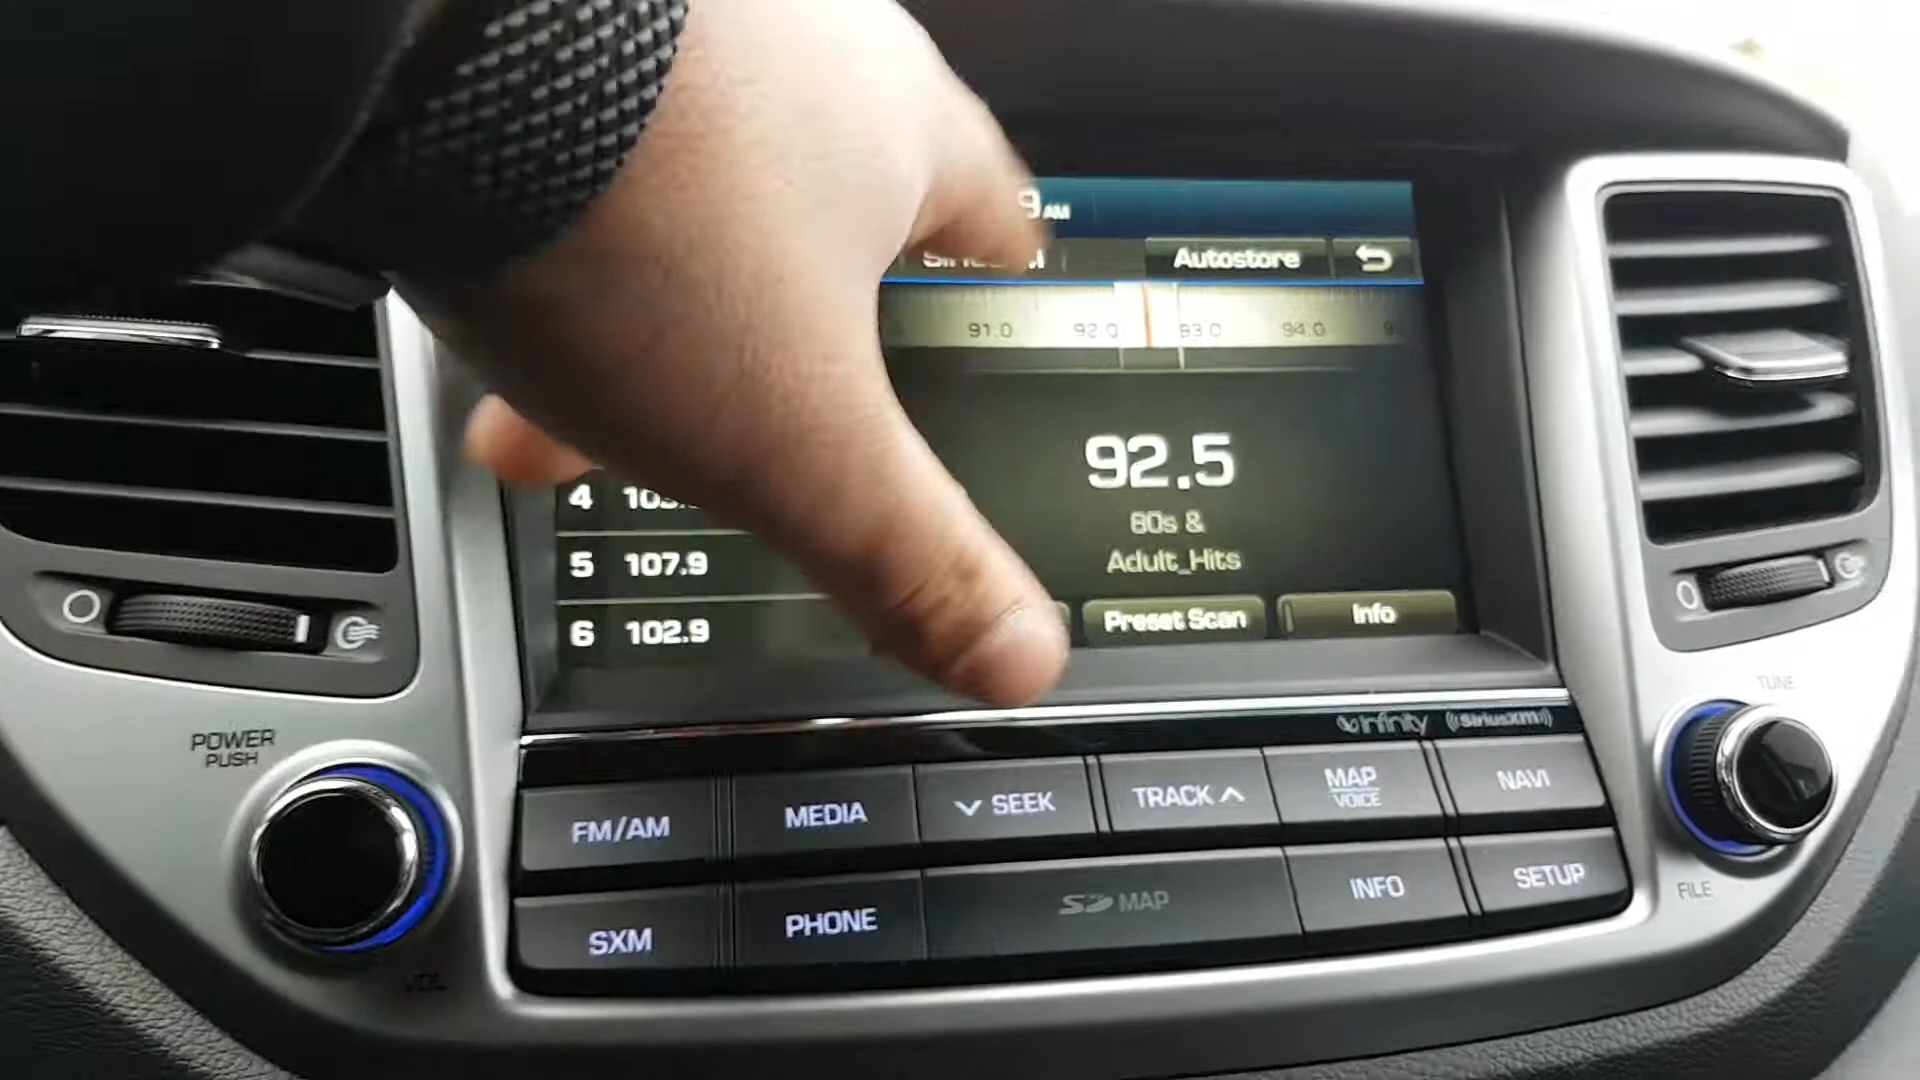 9 AM
Autostore
91.0 92.0 93.0 94.0
92.5
80s &
Adult_Hits
4
5 107.9
6 102.9
Preset Scan
Info
infinity
((siriusxm))
TUNE
POWER
PUSH
FM/AM
MEDIA
SEEK
TRACK
MAP
VOICE
NAVI
SXM
PHONE
SD MAP
INFO
SETUP
FILE
VOL